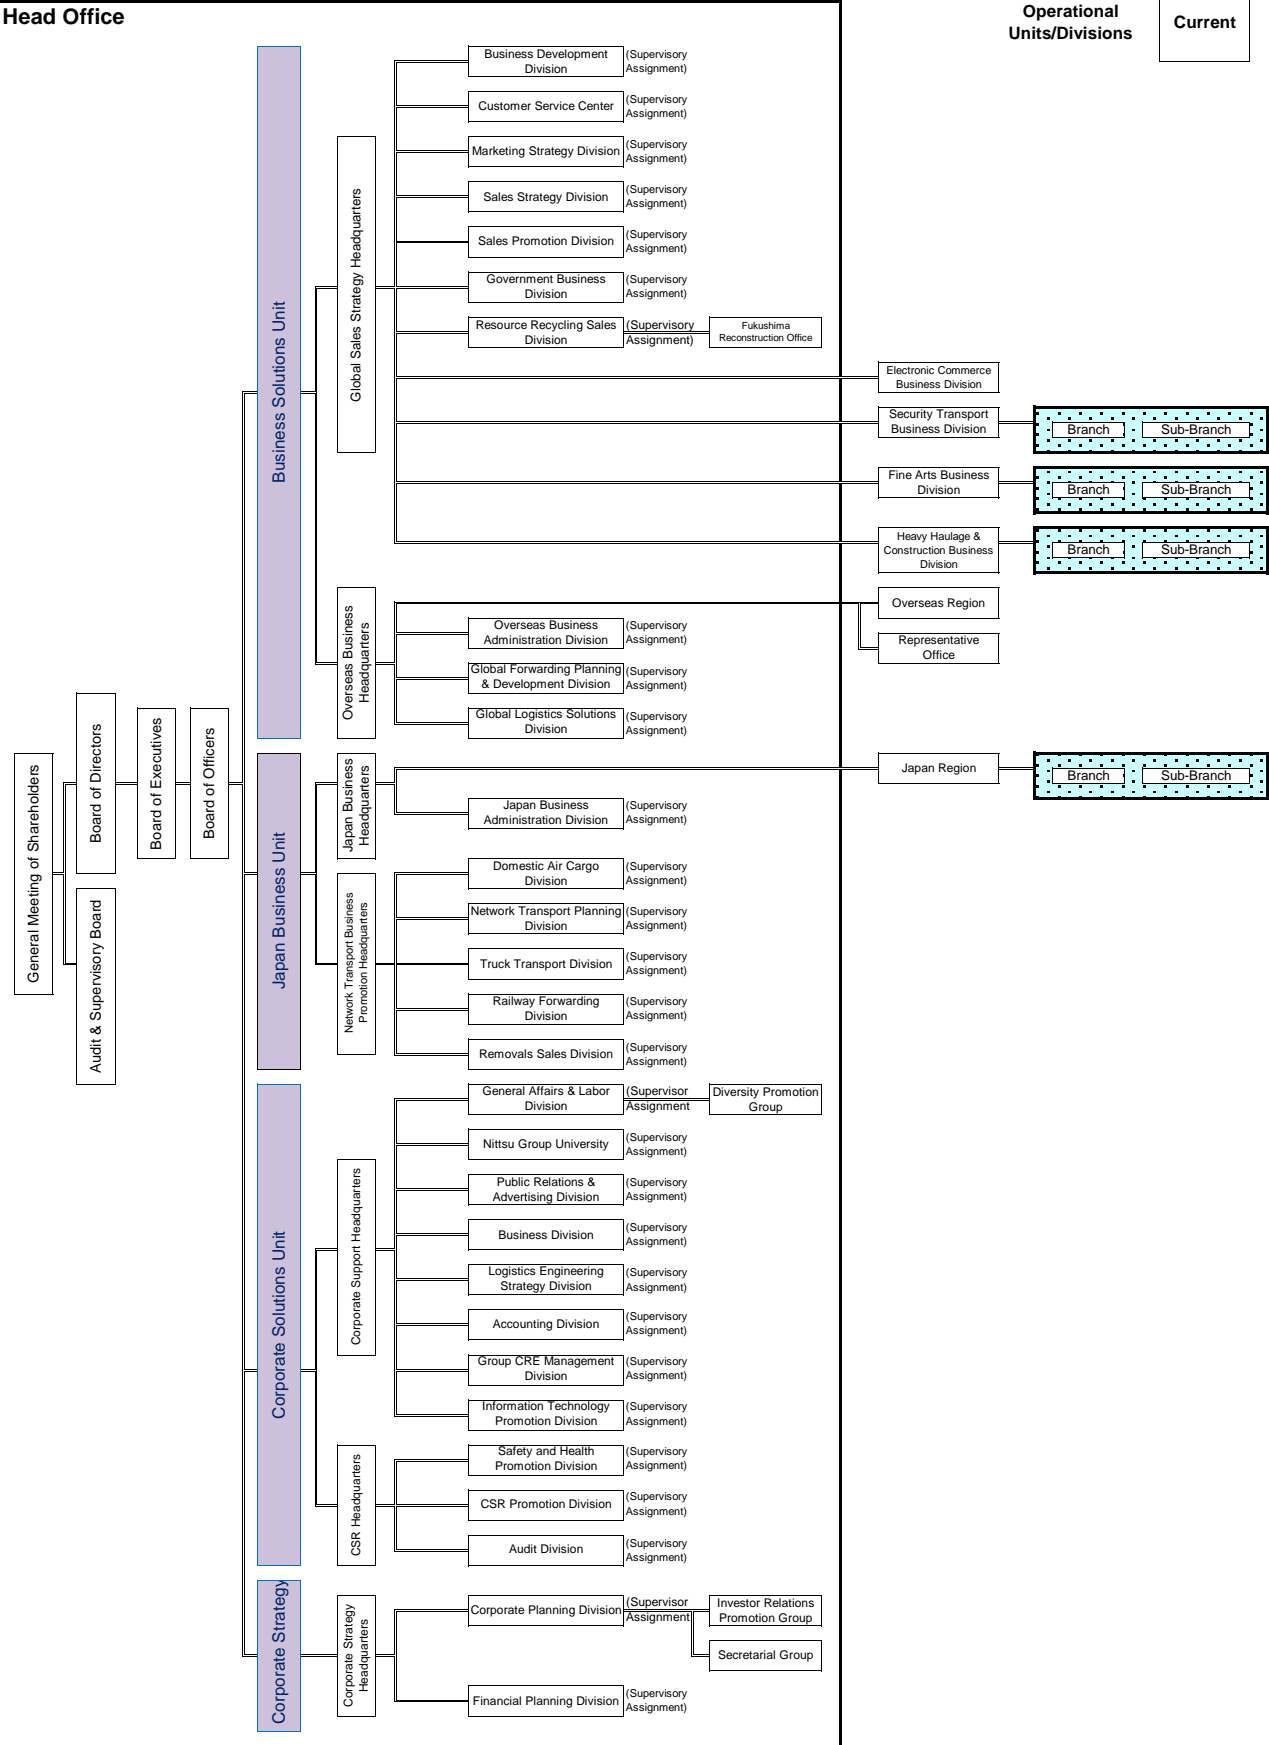 Head Office
Operational
Units/Divisions
Current
General Meeting of Shareholders
Board of Directors
Audit & Supervisory Board
Board of Executives
Board of Officers
Business Solutions Unit
Global Sales Strategy Headquarters
Business Development
Division
(Supervisory
Assignment)
Customer Service Center
(Supervisory
Assignment)
Marketing Strategy Division
(Supervisory
Assignment)
Sales Strategy Division
(Supervisory
Assignment)
Sales Promotion Division
(Supervisory
Assignment)
Government Business
Division
(Supervisory
Assignment)
Resource Recycling Sales
Division
(Supervisory
Assignment)
Fukushima
Reconstruction Office
Electronic Commerce
Business Division
Security Transport
Business Division
Branch
Sub-Branch
Fine Arts Business
Division
Branch
Sub-Branch
Heavy Haulage &
Construction Business
Division
Branch
Sub-Branch
Overseas Business
Headquarters
Overseas Region
Representative
Office
Overseas Business
Administration Division
(Supervisory
Assignment)
Global Forwarding Planning
& Development Division
(Supervisory
Assignment)
Global Logistics Solutions
Division
(Supervisory
Assignment)
Japan Business Unit
Japan Business
Headquarters
Japan Region
Branch
Sub-Branch
Japan Business
Administration Division
(Supervisory
Assignment)
Network Transport Business
Promotion Headquarters
Domestic Air Cargo
Division
(Supervisory
Assignment)
Network Transport Planning
Division
(Supervisory
Assignment)
Truck Transport Division
(Supervisory
Assignment)
Railway Forwarding
Division
(Supervisory
Assignment)
Removals Sales Division
(Supervisory
Assignment)
Corporate Solutions Unit
Corporate Support Headquarters
General Affairs & Labor
Division
(Supervisor
Assignment
Diversity Promotion
Group
Nittsu Group University
(Supervisory
Assignment)
Public Relations &
Advertising Division
(Supervisory
Assignment)
Business Division
(Supervisory
Assignment)
Logistics Engineering
Strategy Division
(Supervisory
Assignment)
Accounting Division
(Supervisory
Assignment)
Group CRE Management
Division
(Supervisory
Assignment)
Information Technology
Promotion Division
(Supervisory
Assignment)
CSR Headquarters
Safety and Health
Promotion Division
(Supervisory
Assignment)
CSR Promotion Division
(Supervisory
Assignment)
Audit Division
(Supervisory
Assignment)
Corporate Strategy
Corporate Strategy
Headquarters
Corporate Planning Division
(Supervisor
Assignment
Investor Relations
Promotion Group
Secretarial Group
Financial Planning Division
(Supervisory
Assignment)